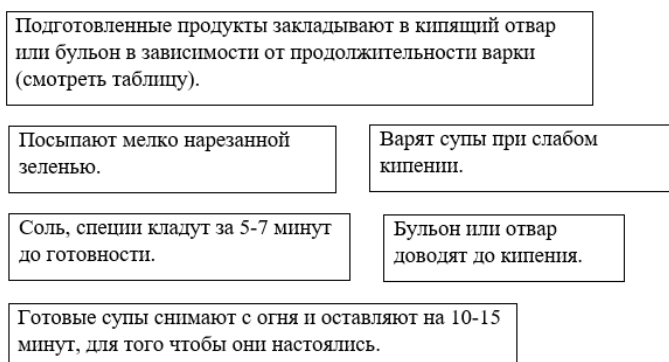 Подготовленные продукты закладывают в кипящий отвар
или бульон в зависимости от продолжительности варки
(смотреть таблицу).
Посыпают мелко нарезанной
зеленью.
Варят супы при слабом
кипении.
Соль, специи кладут за 5-7 минут
до готовности.
Бульон или отвар
доводят до кипения.
Готовые супы снимают с огня и оставляют на 10-15
минут, для того чтобы они настоялись.